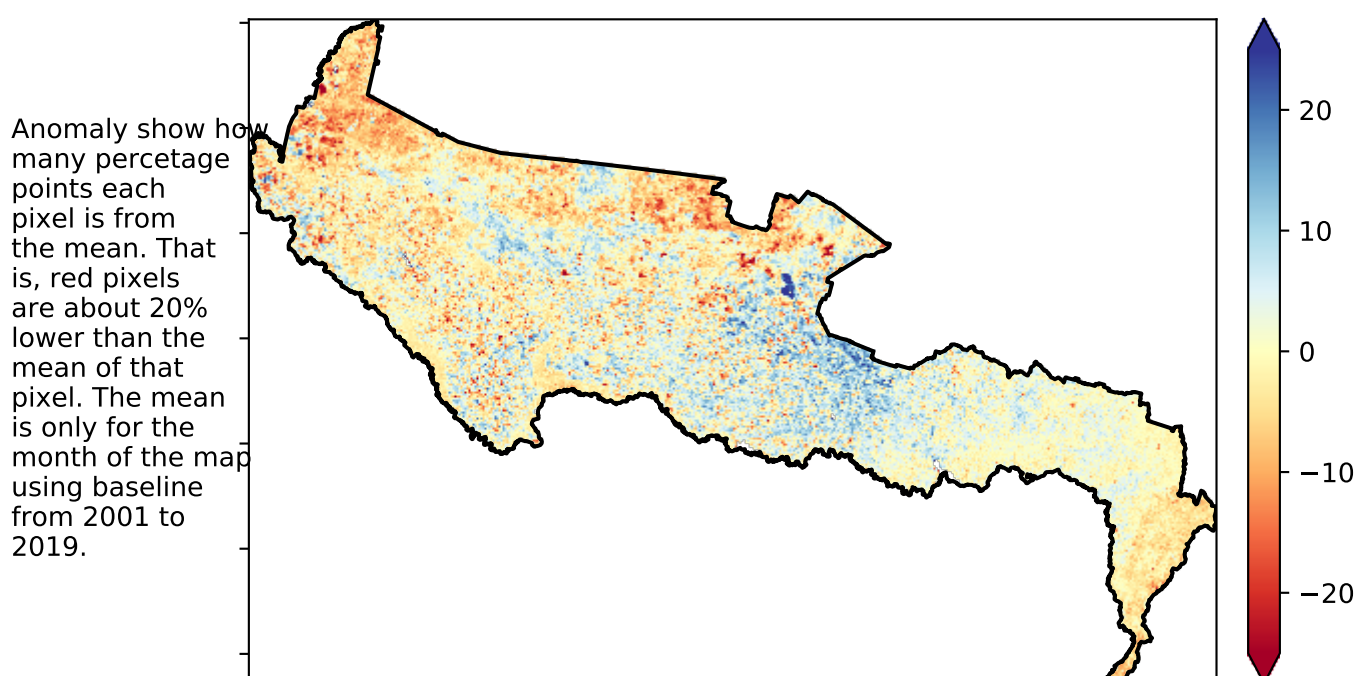 Anomaly show how
many percetage
points each
pixel is from
the mean. That
is, red pixels
are about 20%
lower than the
mean of that
pixel. The mean
is only for the
month of the map
using baseline
from 2001 to
2019.
20
10
0
−10
−20